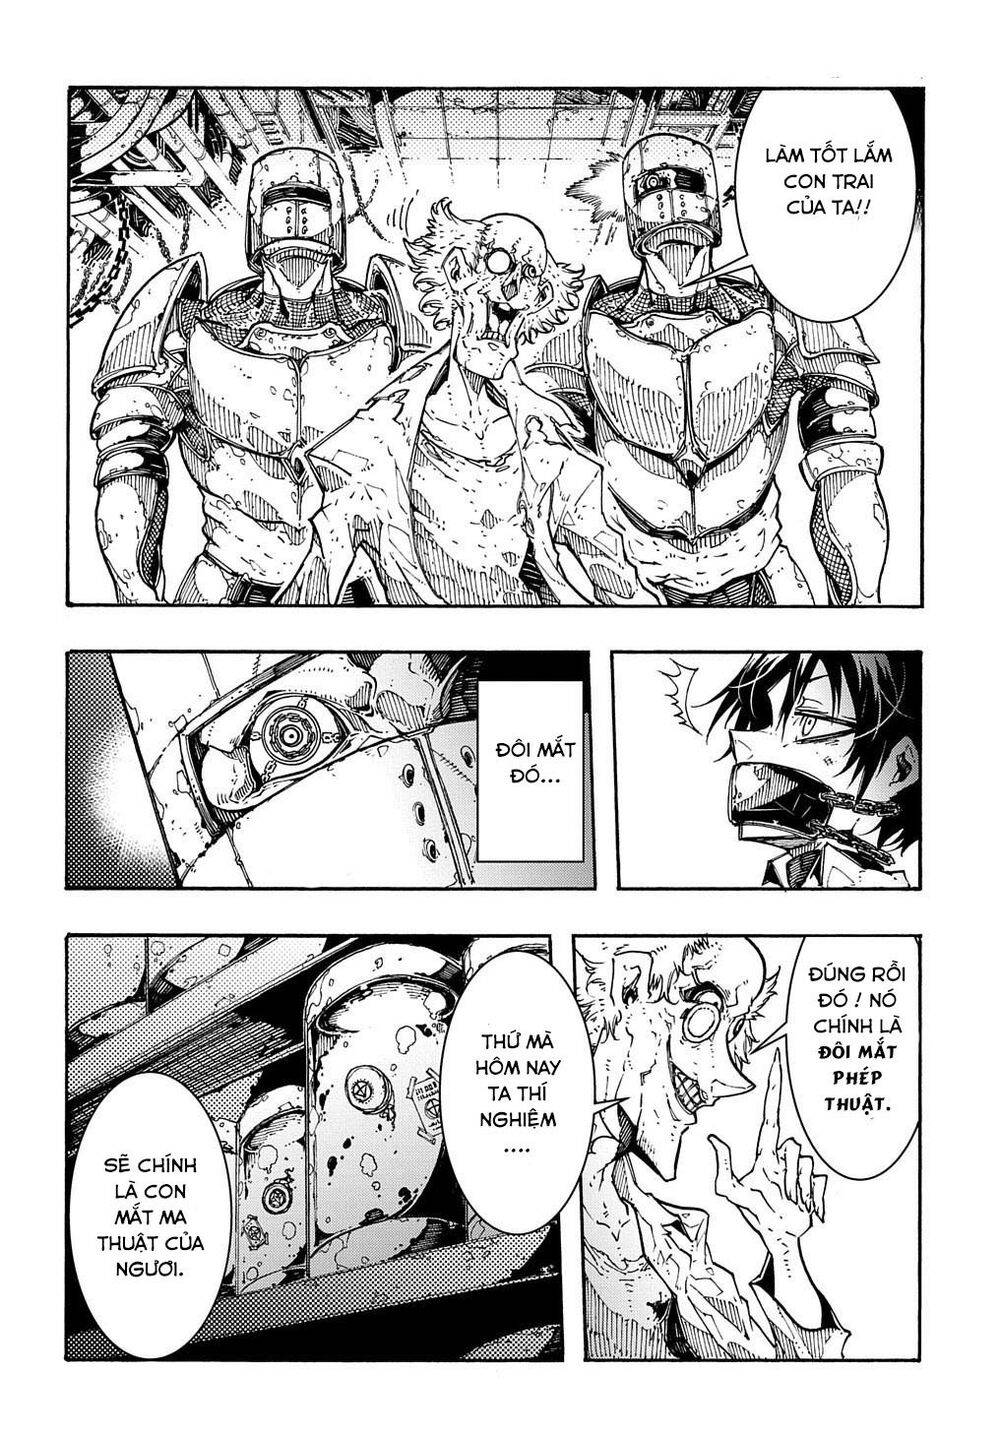 LÀM TỐT LẮM
CON TRAI
CỦA TA!!
ĐÔI MẮT
ĐÓ...
ĐÚNG RỒI
ĐÓ! NÓ
CHÍNH LÀ
ĐÔI MẮT
PHÉP
THUẬT.
THỨ MÀ
HÔM NAY
TA THÍ
NGHIỆM
....
SẼ CHÍNH
LÀ CON
MẮT MA
THUẬT CỦA
NGƯƠI.